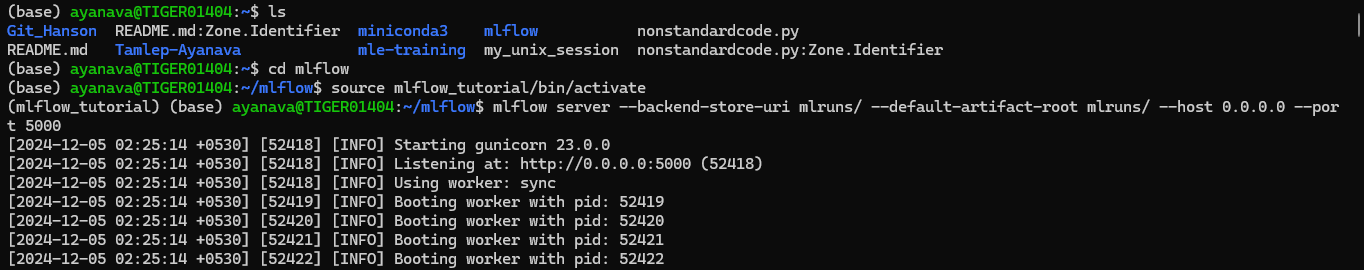 (base) ayanava@TIGER01404:~$ ls
Git_Hanson  README.md:Zone.Identifier  miniconda3    mlflow           nonstandardcode.py
README.md   Tamlep-Ayanava             mle-training  my_unix_session  nonstandardcode.py:Zone.Identifier
(base) ayanava@TIGER01404:~$ cd mlflow
(base) ayanava@TIGER01404:~/mlflow$ source mlflow_tutorial/bin/activate
(mlflow_tutorial) (base) ayanava@TIGER01404:~/mlflow$ mlflow server --backend-store-uri mlruns/ --default-artifact-root mlruns/ --host 0.0.0.0 --por
t 5000
[2024-12-05 02:25:14 +0530] [52418] [INFO] Starting gunicorn 23.0.0
[2024-12-05 02:25:14 +0530] [52418] [INFO] Listening at: http://0.0.0.0:5000 (52418)
[2024-12-05 02:25:14 +0530] [52418] [INFO] Using worker: sync
[2024-12-05 02:25:14 +0530] [52419] [INFO] Booting worker with pid: 52419
[2024-12-05 02:25:14 +0530] [52420] [INFO] Booting worker with pid: 52420
[2024-12-05 02:25:14 +0530] [52421] [INFO] Booting worker with pid: 52421
[2024-12-05 02:25:14 +0530] [52422] [INFO] Booting worker with pid: 52422